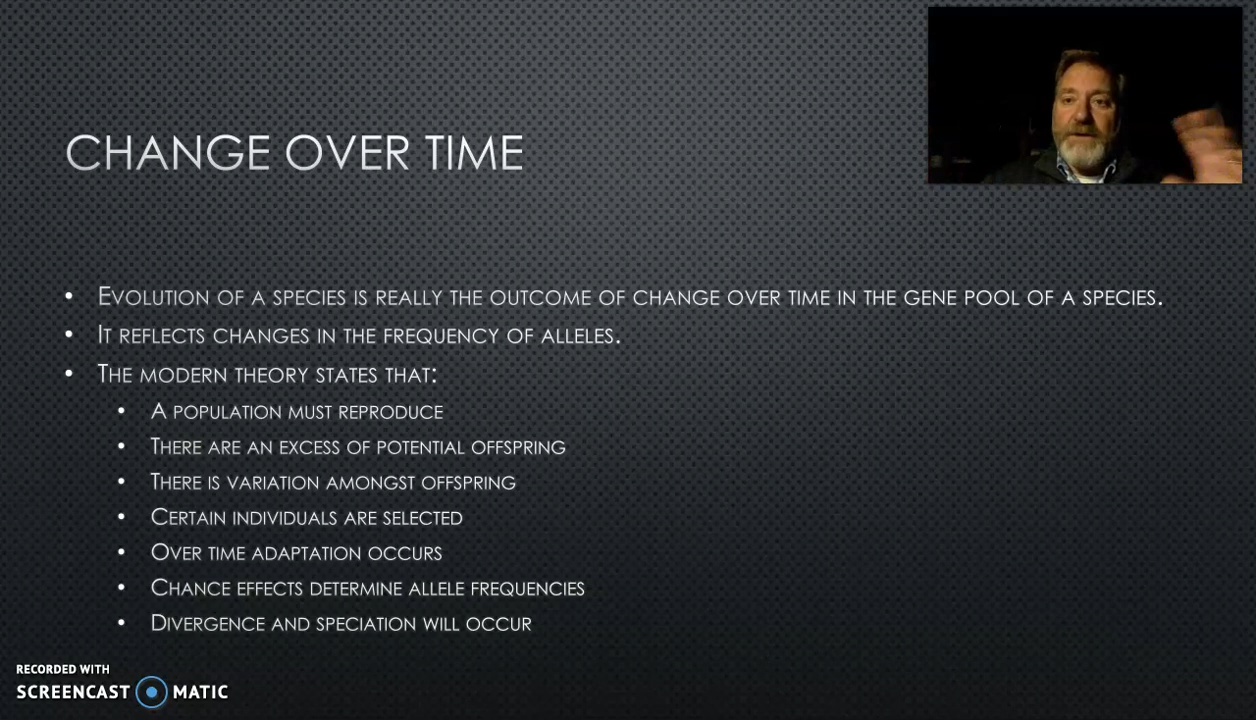 CHANGE OVER TIME
• EVOLUTION OF A SPECIES IS REALLY THE OUTCOME OF CHANGE OVER TIME IN THE GENE POOL OF A SPECIES.
• IT REFLECTS CHANGES IN THE FREQUENCY OF ALLELES.
• THE MODERN THEORY STATES THAT:
• A POPULATION MUST REPRODUCE
• THERE ARE AN EXCESS OF POTENTIAL OFFSPRING
• THERE IS VARIATION AMONGST OFFSPRING
• CERTAIN INDIVIDUALS ARE SELECTED
• OVER TIME ADAPTATION OCCURS
• CHANCE EFFECTS DETERMINE ALLELE FREQUENCIES
• DIVERGENCE AND SPECIATION WILL OCCUR
RECORDED WITH
SCREENCAST MATIC